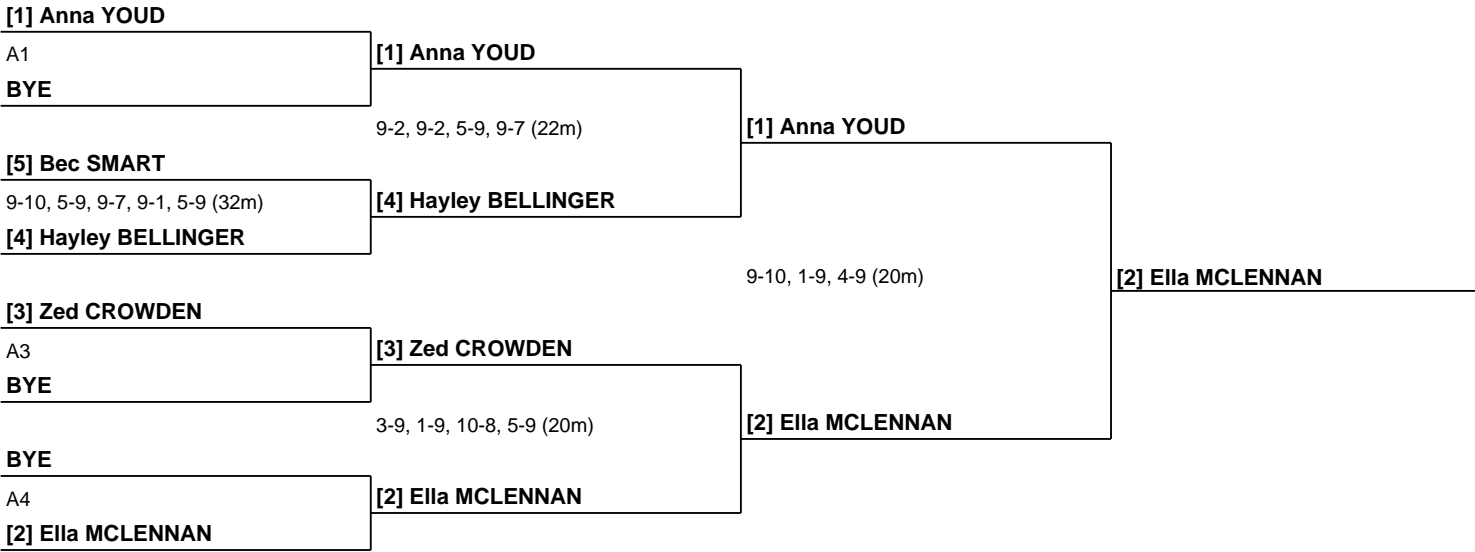 [1] Anna YOUD
A1
BYE
[5] Bec SMART
9-10, 5-9, 9-7, 9-1, 5-9 (32m)
[4] Hayley BELLINGER
[3] Zed CROWDEN
A3
BYE
BYE
A4
[2] Ella MCLENNAN
[1] Anna YOUD
9-2, 9-2, 5-9, 9-7 (22m)
[4] Hayley BELLINGER
[3] Zed CROWDEN
3-9, 1-9, 10-8, 5-9 (20m)
[2] Ella MCLENNAN
[1] Anna YOUD
9-10, 1-9, 4-9 (20m)
[2] Ella MCLENNAN
[2] Ella MCLENNAN